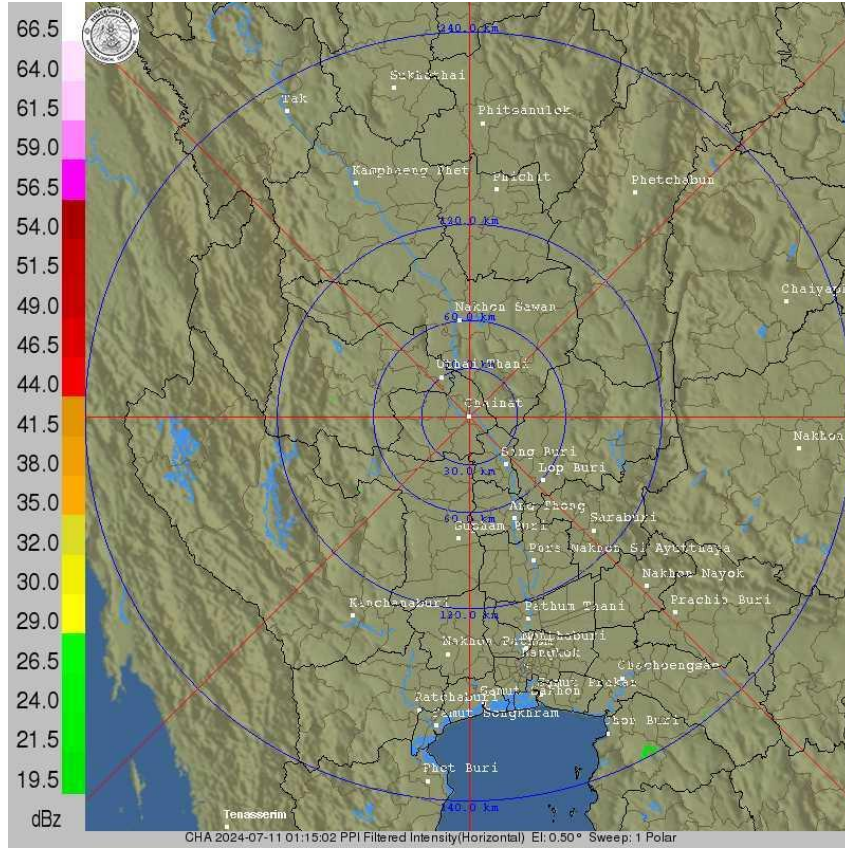 66.5
64.0
61.5
59.0
56.5
54.0
51.5
49.0
46.5
44.0
41.5
38.0
35.0
32.0
30.0
29.0
26.5
24.0
21.5
19.5
dBz
240.0 km
Sukhothai
Tak
Phitsanulok
Kamphaeng Phet
Phichit
Phetchabun
120.0 km
Chaiyap
Nakhon Sawan
60.0 km
Uthai Thani
Chainat
Nakhon
Sing Buri
30.0 km
Lop Buri
Ang Thong
60.0 km
Suphan Buri
Saraburi
Pors Nakhon Si Ayutthaya
Nakhon Nayok
Prachin Buri
Kanchanaburi
Pathum Thani
120.0 km
Nonthaburi
Nakhon Pathom
Bangkok
Chachoengsao
Samut Prakan
Samut Sakhon
Ratchaburi
Samut Songkhram
Chon Buri
Phet Buri
240.0 km
Tenasserim
CHA 2024-07-11 01:15:02 PPI Filtered Intensity(Horizontal) El: 0.50° Sweep: 1 Polar